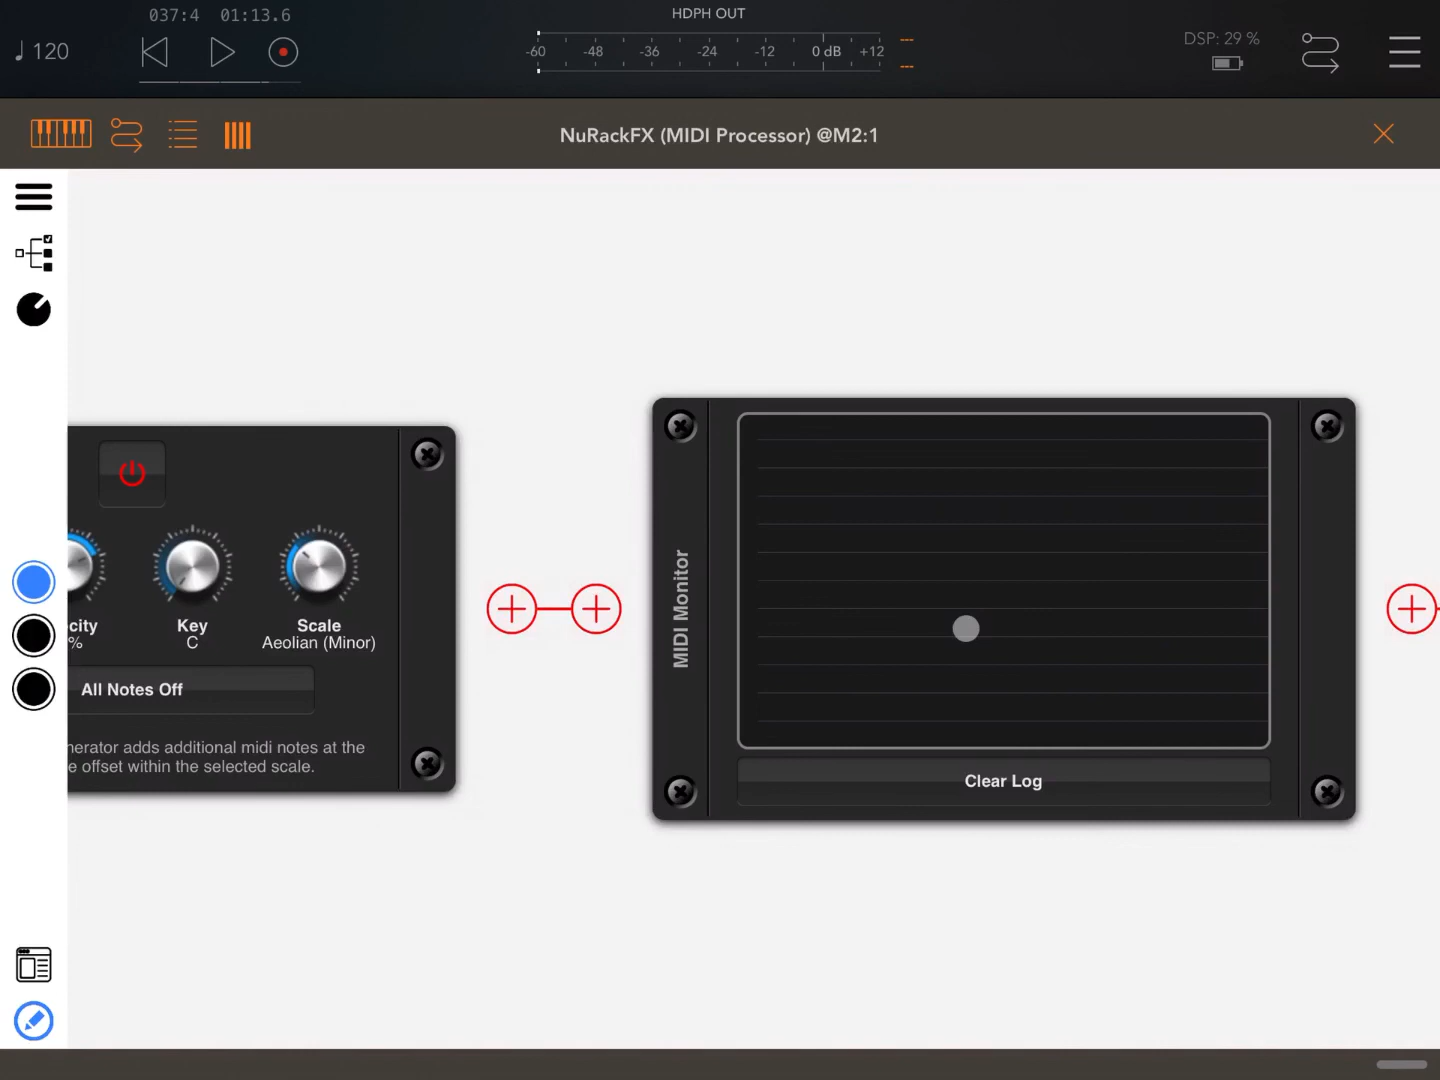 037:4 01:13.6
HDPH OUT
♩ 120
-60 -48 -36 -24 -12 0 dB +12
---
---
DSP: 29 %
NuRackFX (MIDI Processor) @M2:1
city
%
Key
C
Scale
Aeolian (Minor)
All Notes Off
nerator adds additional midi notes at the
e offset within the selected scale.
MIDI Monitor
Clear Log